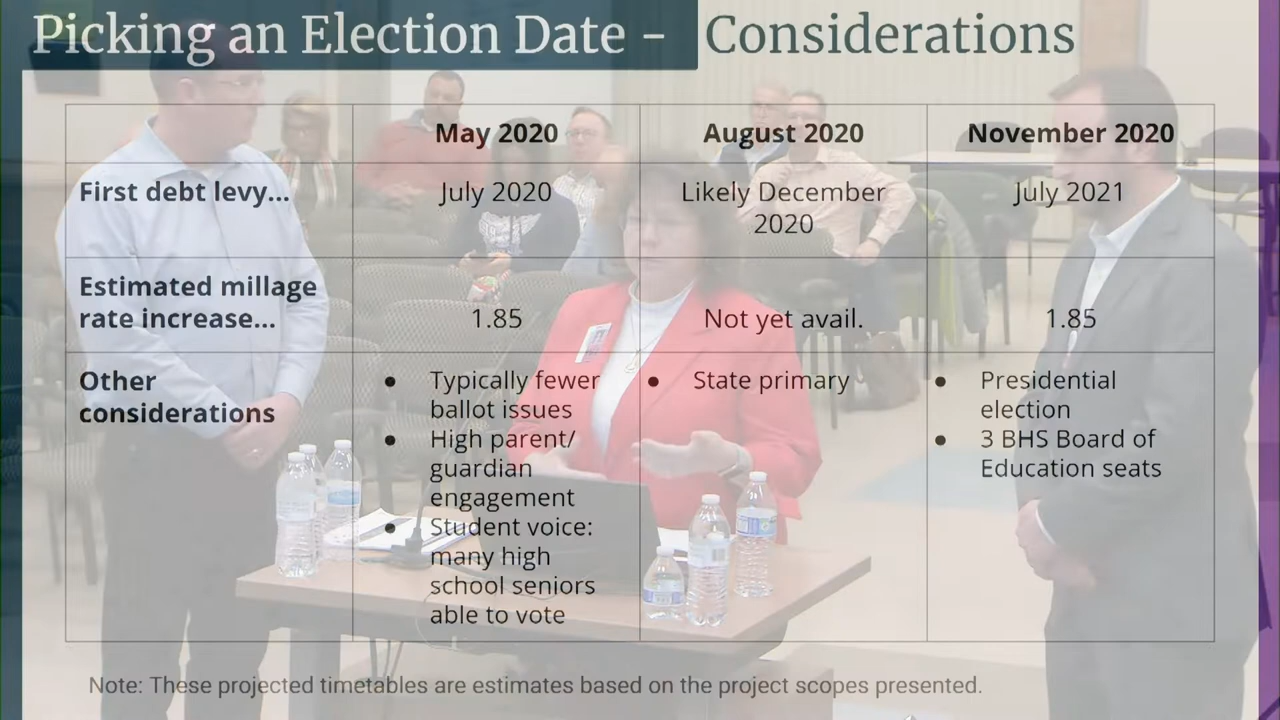 Picking an Election Date - Considerations
May 2020 August 2020 November 2020
First debt levy... July 2020 Likely December 2020 July 2021
Estimated millage rate increase... 1.85 Not yet avail. 1.85
Other considerations
● Typically fewer
ballot issues
● High parent/
guardian
engagement
● Student voice:
many high
school seniors
able to vote
● State primary
● Presidential
election
● 3 BHS Board of
Education seats
Note: These projected timetables are estimates based on the project scopes presented.